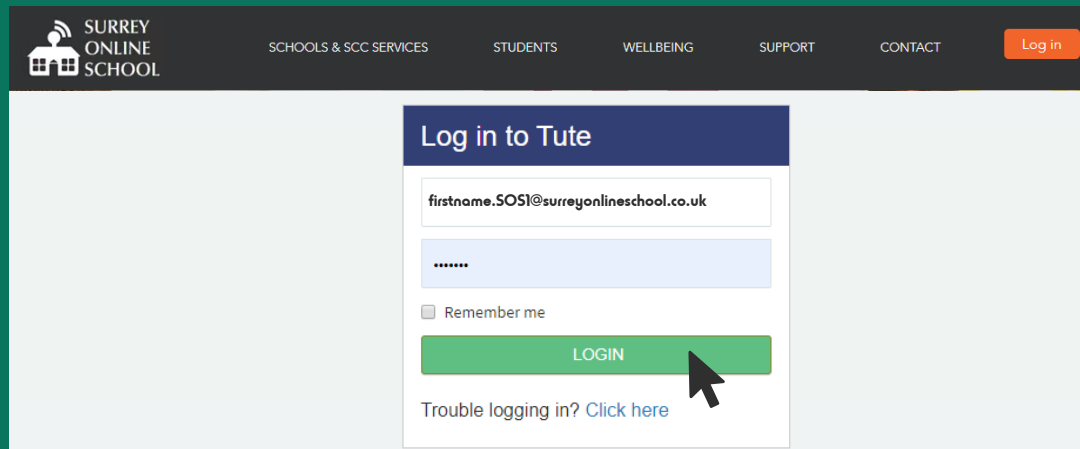 SURREY
ONLINE
SCHOOL
SCHOOLS & SCC SERVICES
STUDENTS
WELLBEING
SUPPORT
CONTACT
Log in
Log in to Tute
firstname.SOS1@surreyonlineschool.co.uk
•••••••
Remember me
LOGIN
Trouble logging in? Click here